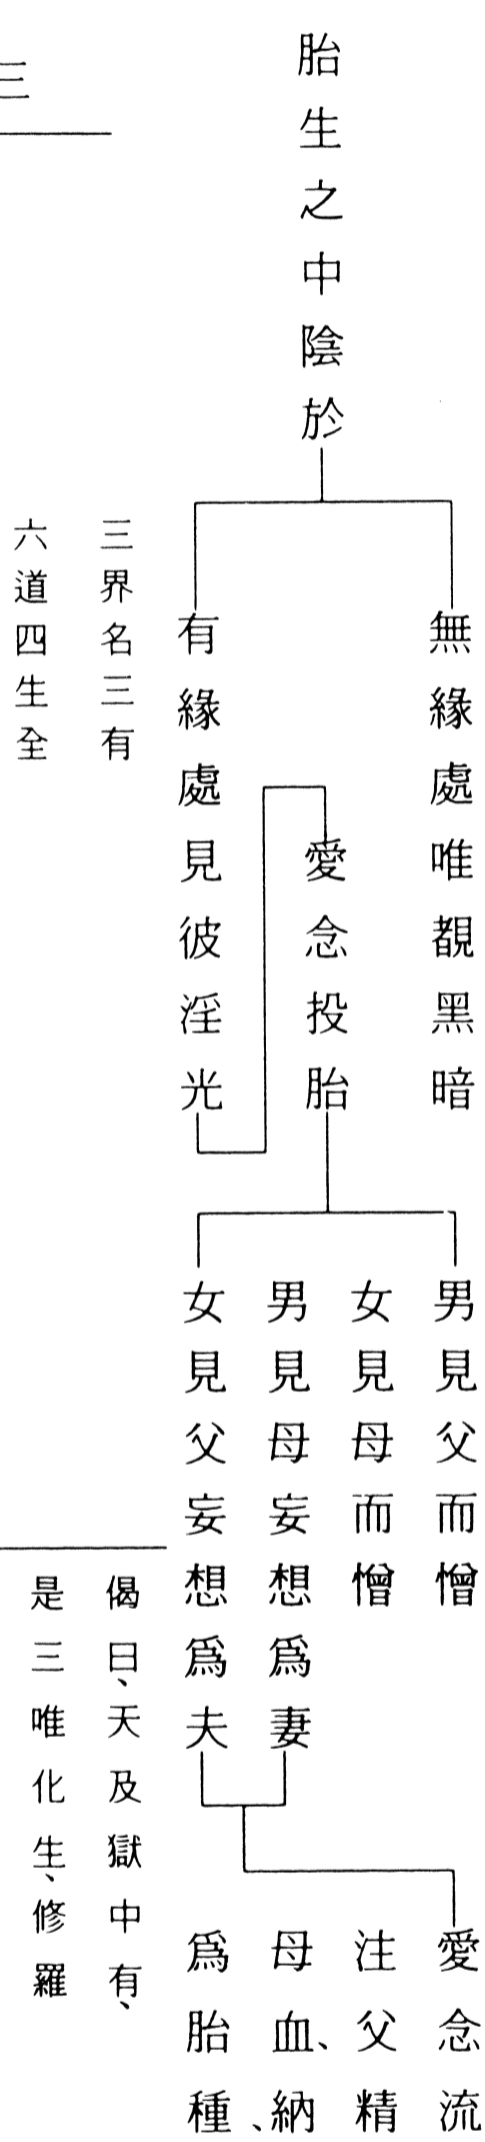 胎生之中陰於
無緣處唯覩黑暗
有緣處見彼淫光
愛念投胎
男見父而憎
女見母而憎
男見母妄想爲妻
女見父妄想爲夫
愛念流
注父精
母血、納
爲胎種、
三界名三有
六道四生全
偈曰、天及獄中有、
是三唯化生、修羅
三